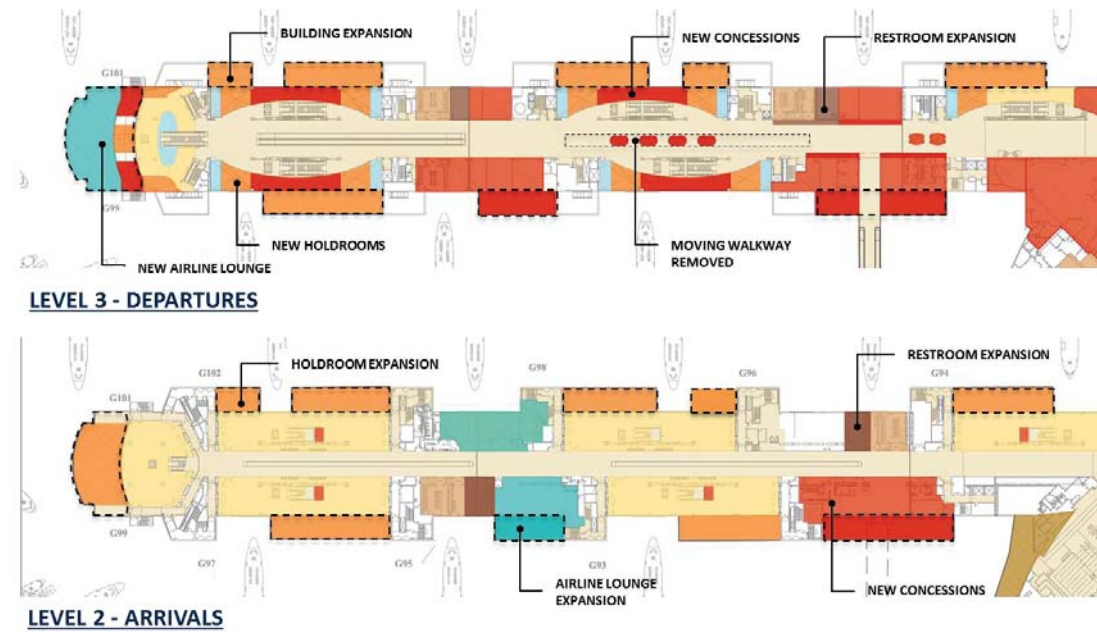 BUILDING EXPANSION
NEW CONCESSIONS
RESTROOM EXPANSION
G101
G99
NEW HOLDROOMS
NEW AIRLINE LOUNGE
MOVING WALKWAY
REMOVED
LEVEL 3 - DEPARTURES
HOLDROOM EXPANSION
RESTROOM EXPANSION
G102
G98
G96
G94
G101
G99
G97
G95
G93
AIRLINE LOUNGE
EXPANSION
NEW CONCESSIONS
LEVEL 2 - ARRIVALS